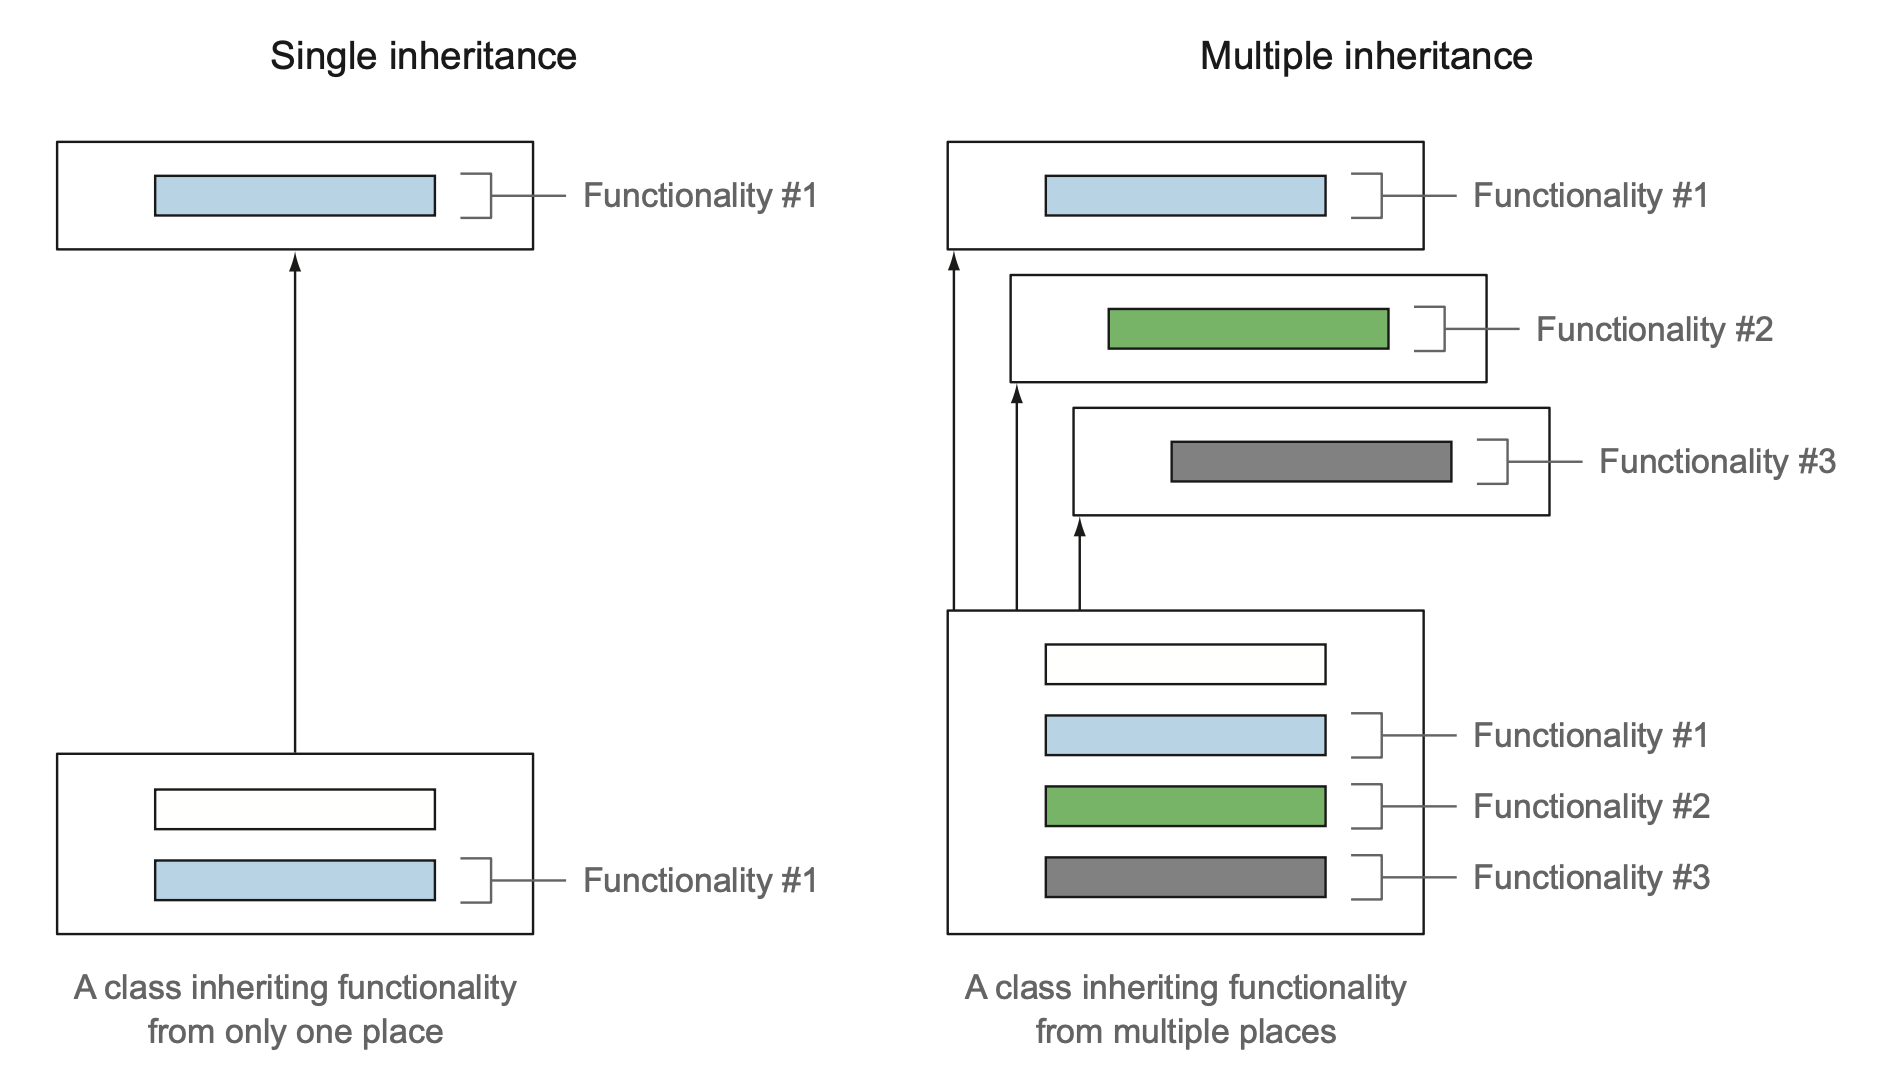 Single inheritance
Functionality #1
Functionality #1
A class inheriting functionality
from only one place
Multiple inheritance
Functionality #1
Functionality #2
Functionality #3
Functionality #1
Functionality #2
Functionality #3
A class inheriting functionality
from multiple places